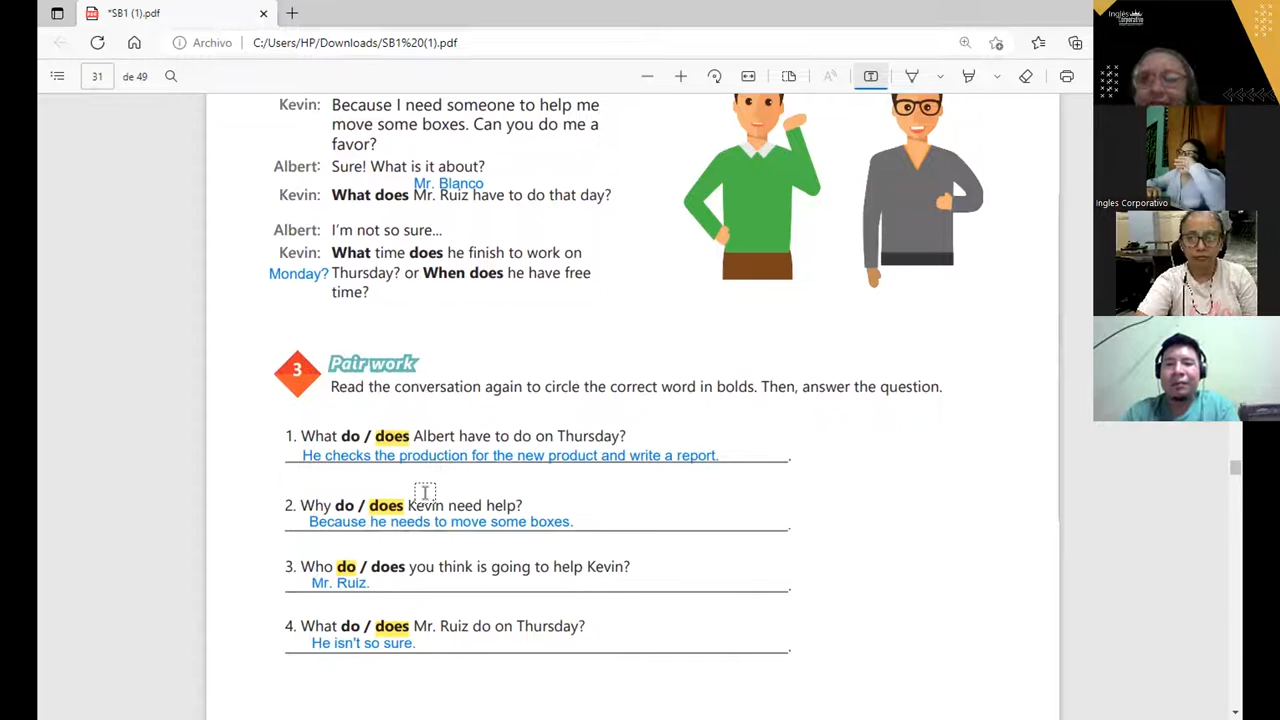 *SB1 (1).pdf
Archivo
C:/Users/HP/Downloads/SB1%20(1).pdf
31
de 49
Inglés
Corporativo
Kevin: Because I need someone to help me
move some boxes. Can you do me a
favor?
Albert: Sure! What is it about?
Mr. Blanco
Kevin: What does Mr. Ruiz have to do that day?
Albert: I'm not so sure...
Kevin: What time does he finish to work on
Monday? Thursday? or When does he have free
time?
Ingles Corporativo
3 Pair work
Read the conversation again to circle the correct word in bolds. Then, answer the question.
1. What do / does Albert have to do on Thursday?
He checks the production for the new product and write a report.
2. Why do / does Kevin need help?
Because he needs to move some boxes.
3. Who do / does you think is going to help Kevin?
Mr. Ruiz.
4. What do / does Mr. Ruiz do on Thursday?
He isn't so sure.